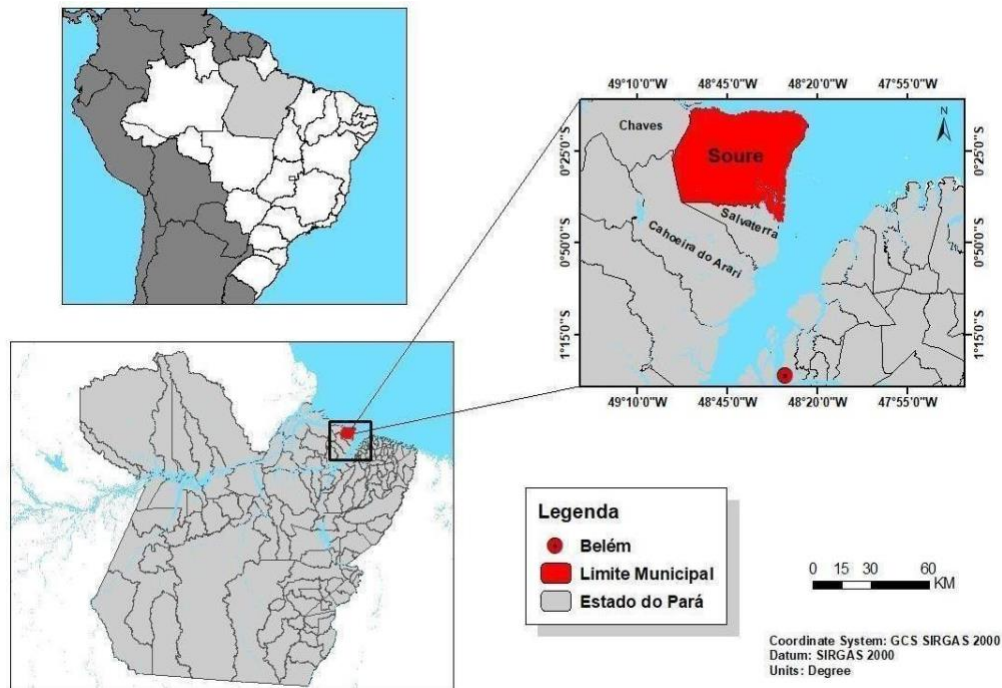 49°10'0"W 48°45'0"W 48°20'0"W 47°55'0"W
N
0°25'0"S
0°50'0"S
1°15'0"S
Chaves
Soure
Salvaterra
Cahoeira do Arari
0°25'0"S
0°50'0"S
1°15'0"S
49°10'0"W 48°45'0"W 48°20'0"W 47°55'0"W
Legenda
Belém
Limite Municipal
Estado do Pará
0 15 30 60
KM
Coordinate System: GCS SIRGAS 2000
Datum: SIRGAS 2000
Units: Degree